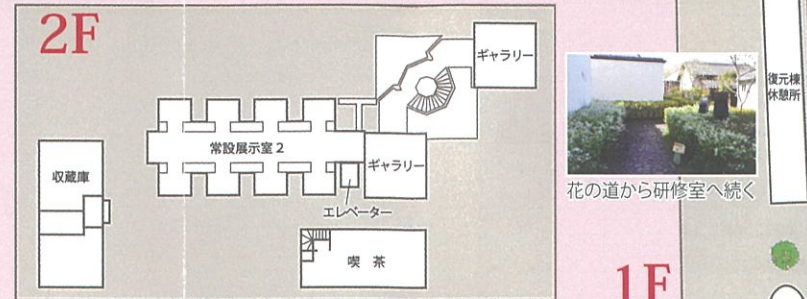 2F
ギャラリー
常設展示室2
ギャラリー
収蔵庫
エレベーター
喫 茶
花の道から研修室へ続く
復元棟
休憩所
1F